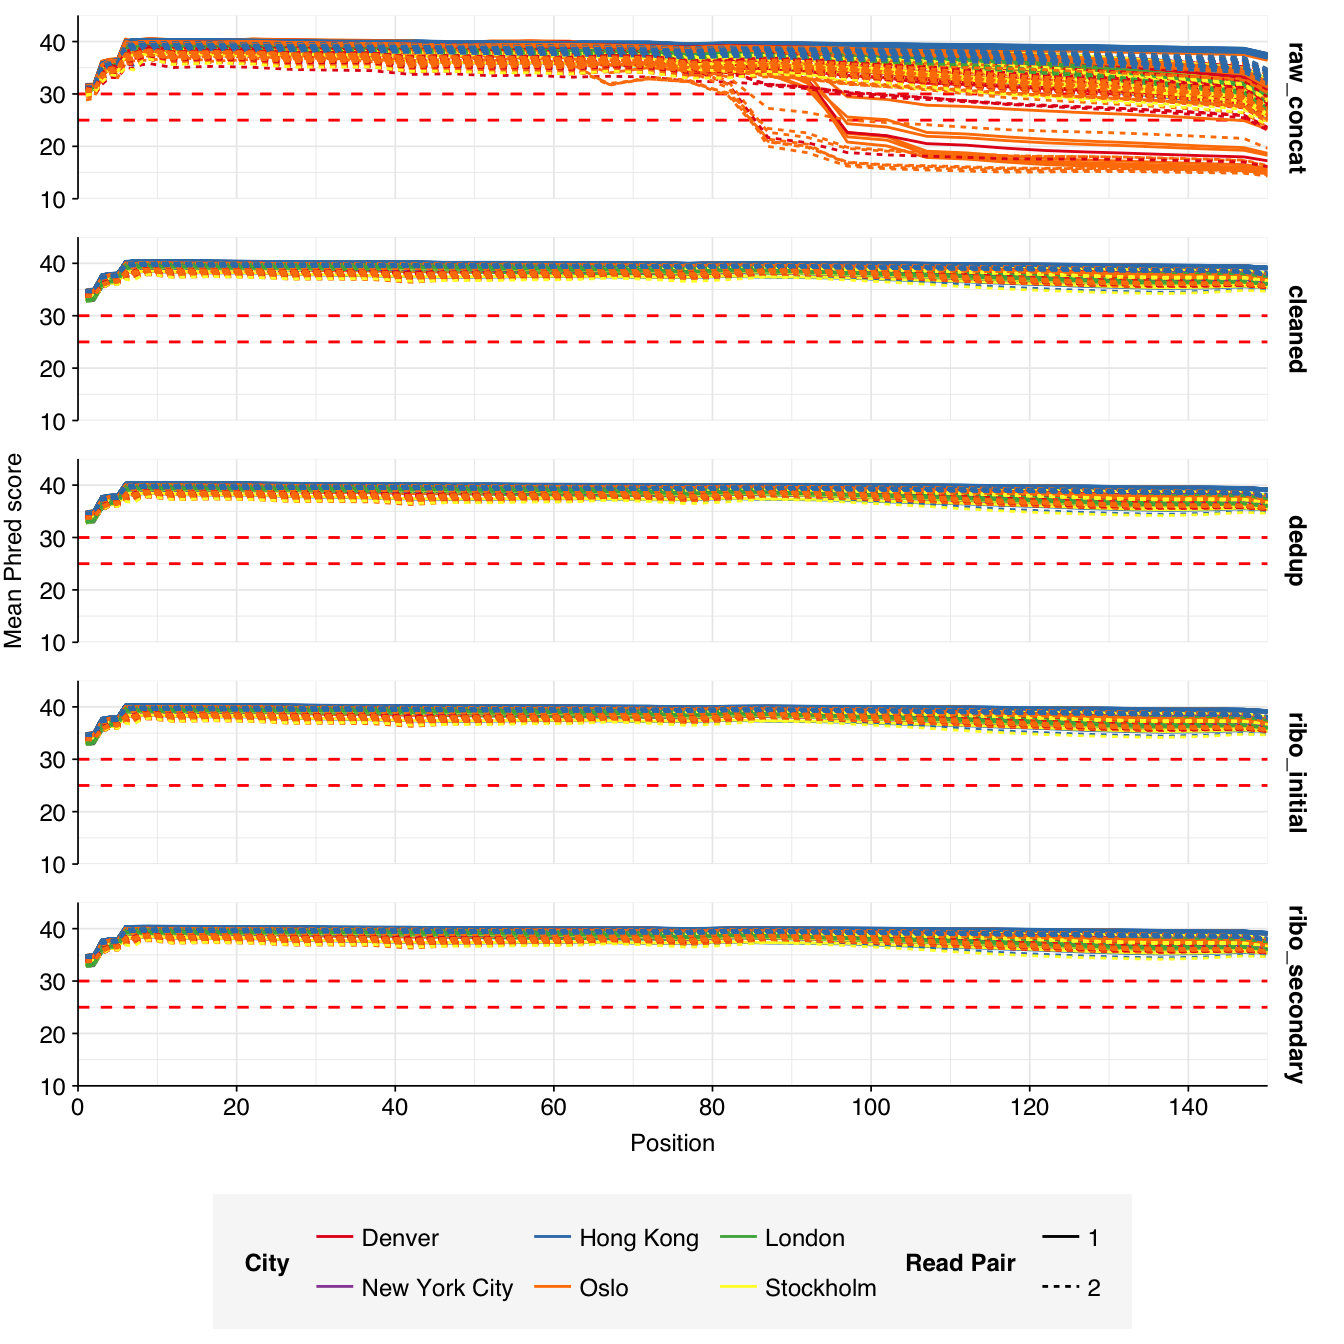 40
30
20
10
raw_concat
40
30
20
10
cleaned
40
30
20
10
dedup
Mean Phred score
40
30
20
10
ribo_initial
40
30
20
10
ribo_secondary
0 20 40 60 80 100 120 140
Position
City
Denver Hong Kong London
New York City Oslo Stockholm
Read Pair
1
2